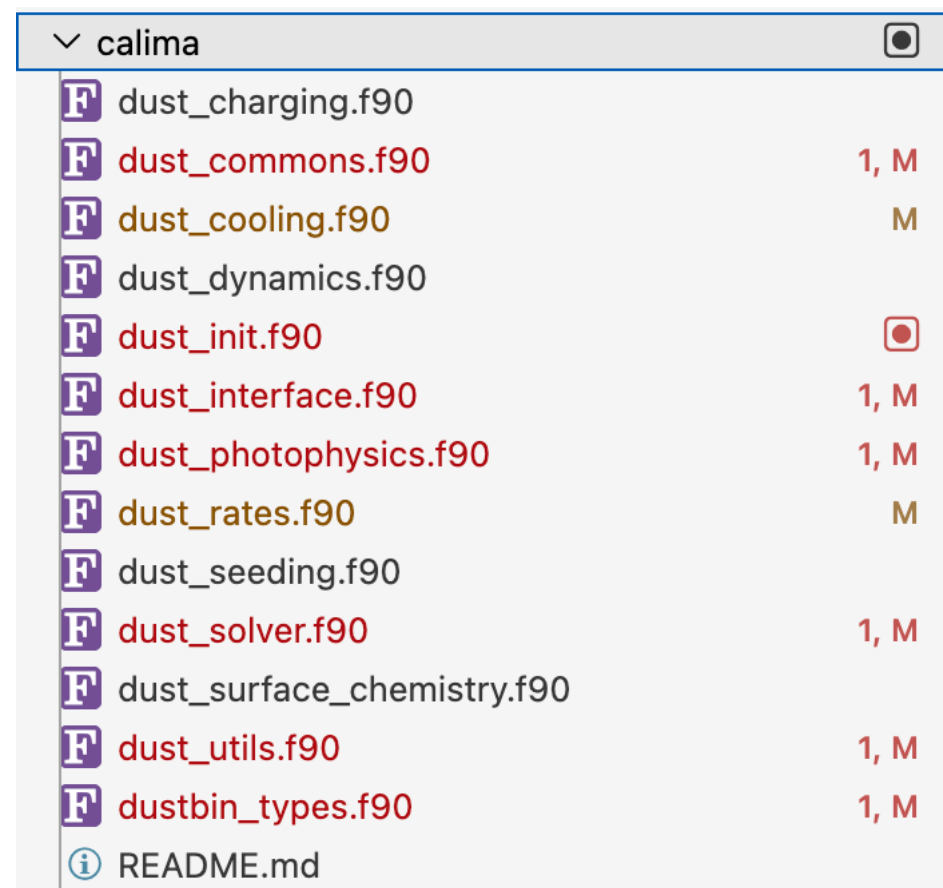 calima
F dust_charging.f90
F dust_commons.f90 1, M
F dust_cooling.f90 M
F dust_dynamics.f90
F dust_init.f90
F dust_interface.f90 1, M
F dust_photophysics.f90 1, M
F dust_rates.f90 M
F dust_seeding.f90
F dust_solver.f90 1, M
F dust_surface_chemistry.f90
F dust_utils.f90 1, M
F dustbin_types.f90 1, M
README.md